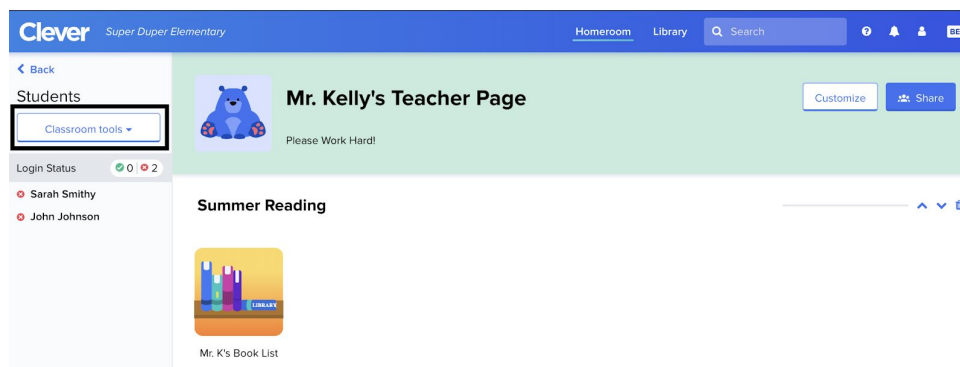 Clever Super Duper Elementary Homeroom Library Search BE
Back
Students
Classroom tools
Login Status 0 2
Sarah Smithy
John Johnson
Mr. Kelly's Teacher Page
Please Work Hard!
Customize Share
Summer Reading
LIBRARY
Mr. K's Book List